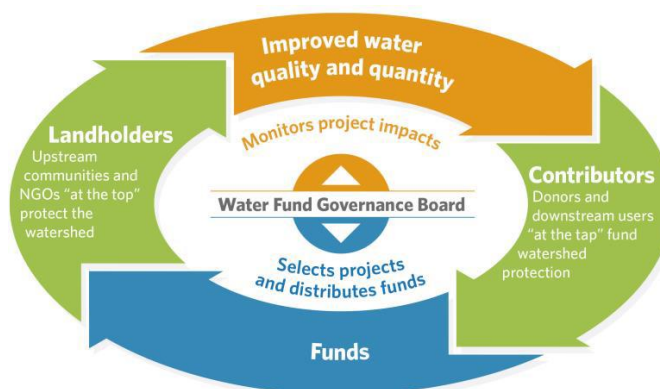 Improved water
quality and quantity
Monitors project impacts
Landholders
Upstream
communities and
NGOs “at the top”
protect the
watershed
Water Fund Governance Board
Contributors
Donors and
downstream users
“at the tap” fund
watershed
protection
Selects projects
and distributes funds
Funds